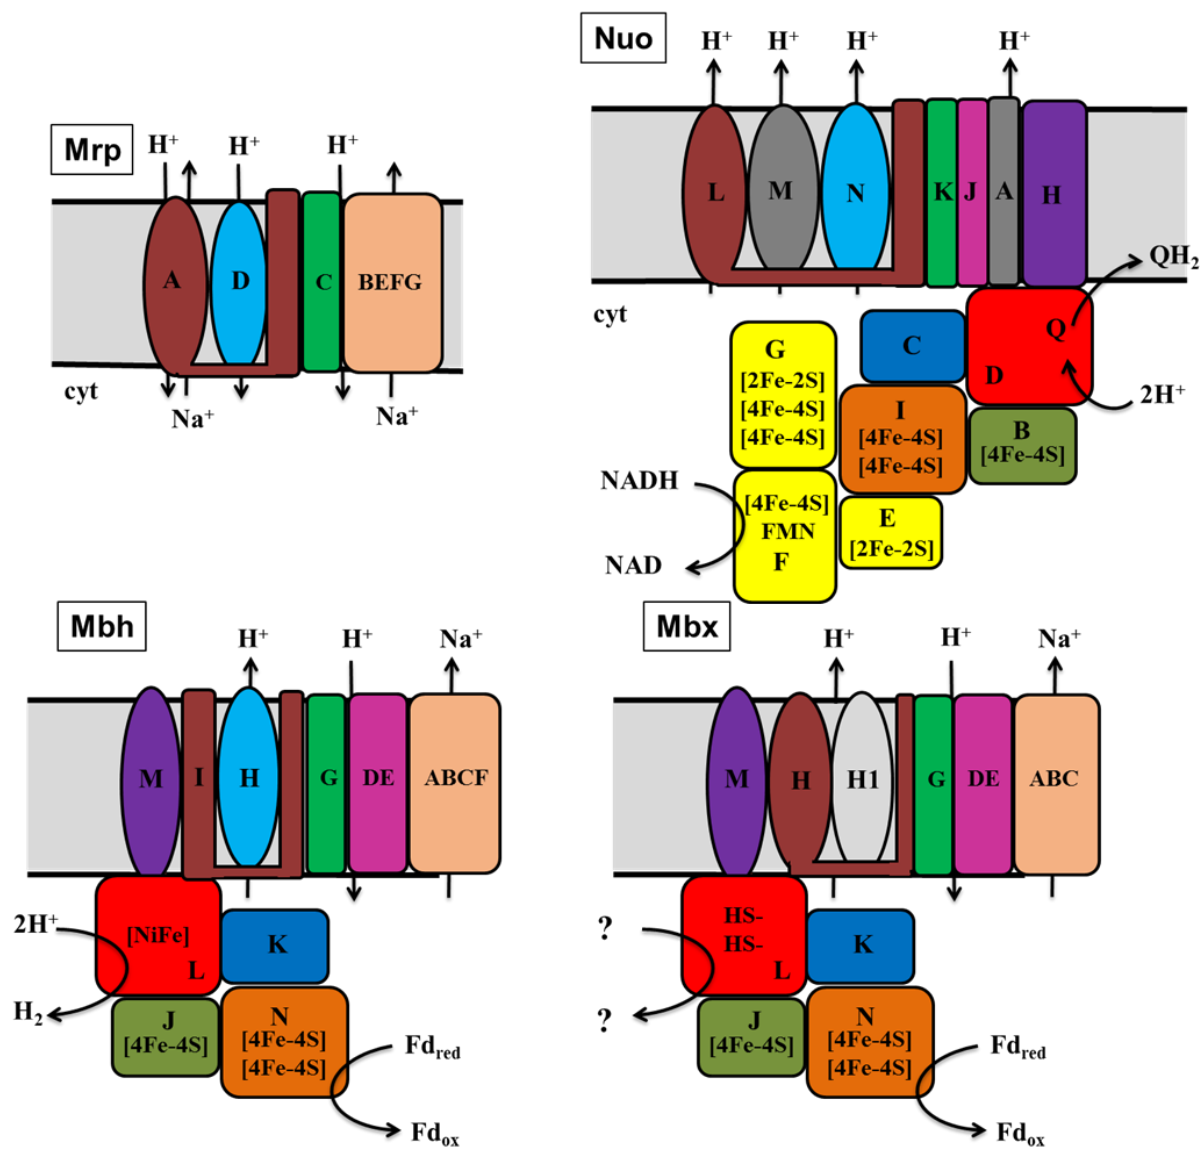 Mrp
H⁺ H⁺ H⁺
A D C BEFG
cyt
Na⁺ Na⁺
Nuo
H⁺ H⁺ H⁺ H⁺
L M N K J A H
QH₂
cyt
Q
D
2H⁺
C
G
[2Fe-2S]
[4Fe-4S]
[4Fe-4S]
I
[4Fe-4S]
[4Fe-4S]
B
[4Fe-4S]
NADH
NAD
[4Fe-4S]
FMN
F
E
[2Fe-2S]
Mbh
H⁺ H⁺ Na⁺
M I H G DE ABCF
2H⁺
[NiFe]
L
H₂
K
J
[4Fe-4S]
N
[4Fe-4S]
[4Fe-4S]
Fdred
Fdox
Mbx
H⁺ H⁺ Na⁺
M H H1 G DE ABC
?
HS-
HS-
L
?
K
J
[4Fe-4S]
N
[4Fe-4S]
[4Fe-4S]
Fdred
Fdox